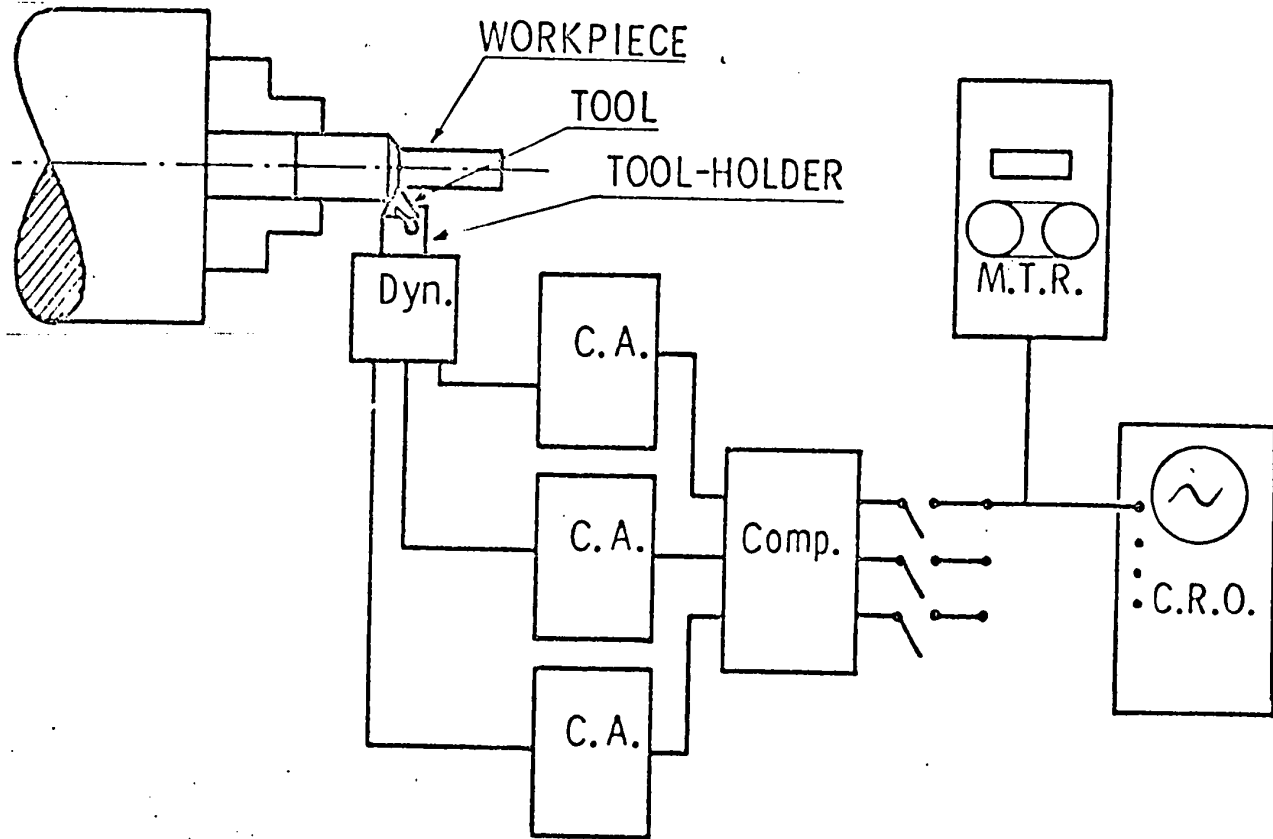 WORKPIECE
TOOL
TOOL-HOLDER
M.T.R.
Dyn.
C. A.
C. A.
Comp.
C.R.O.
C. A.